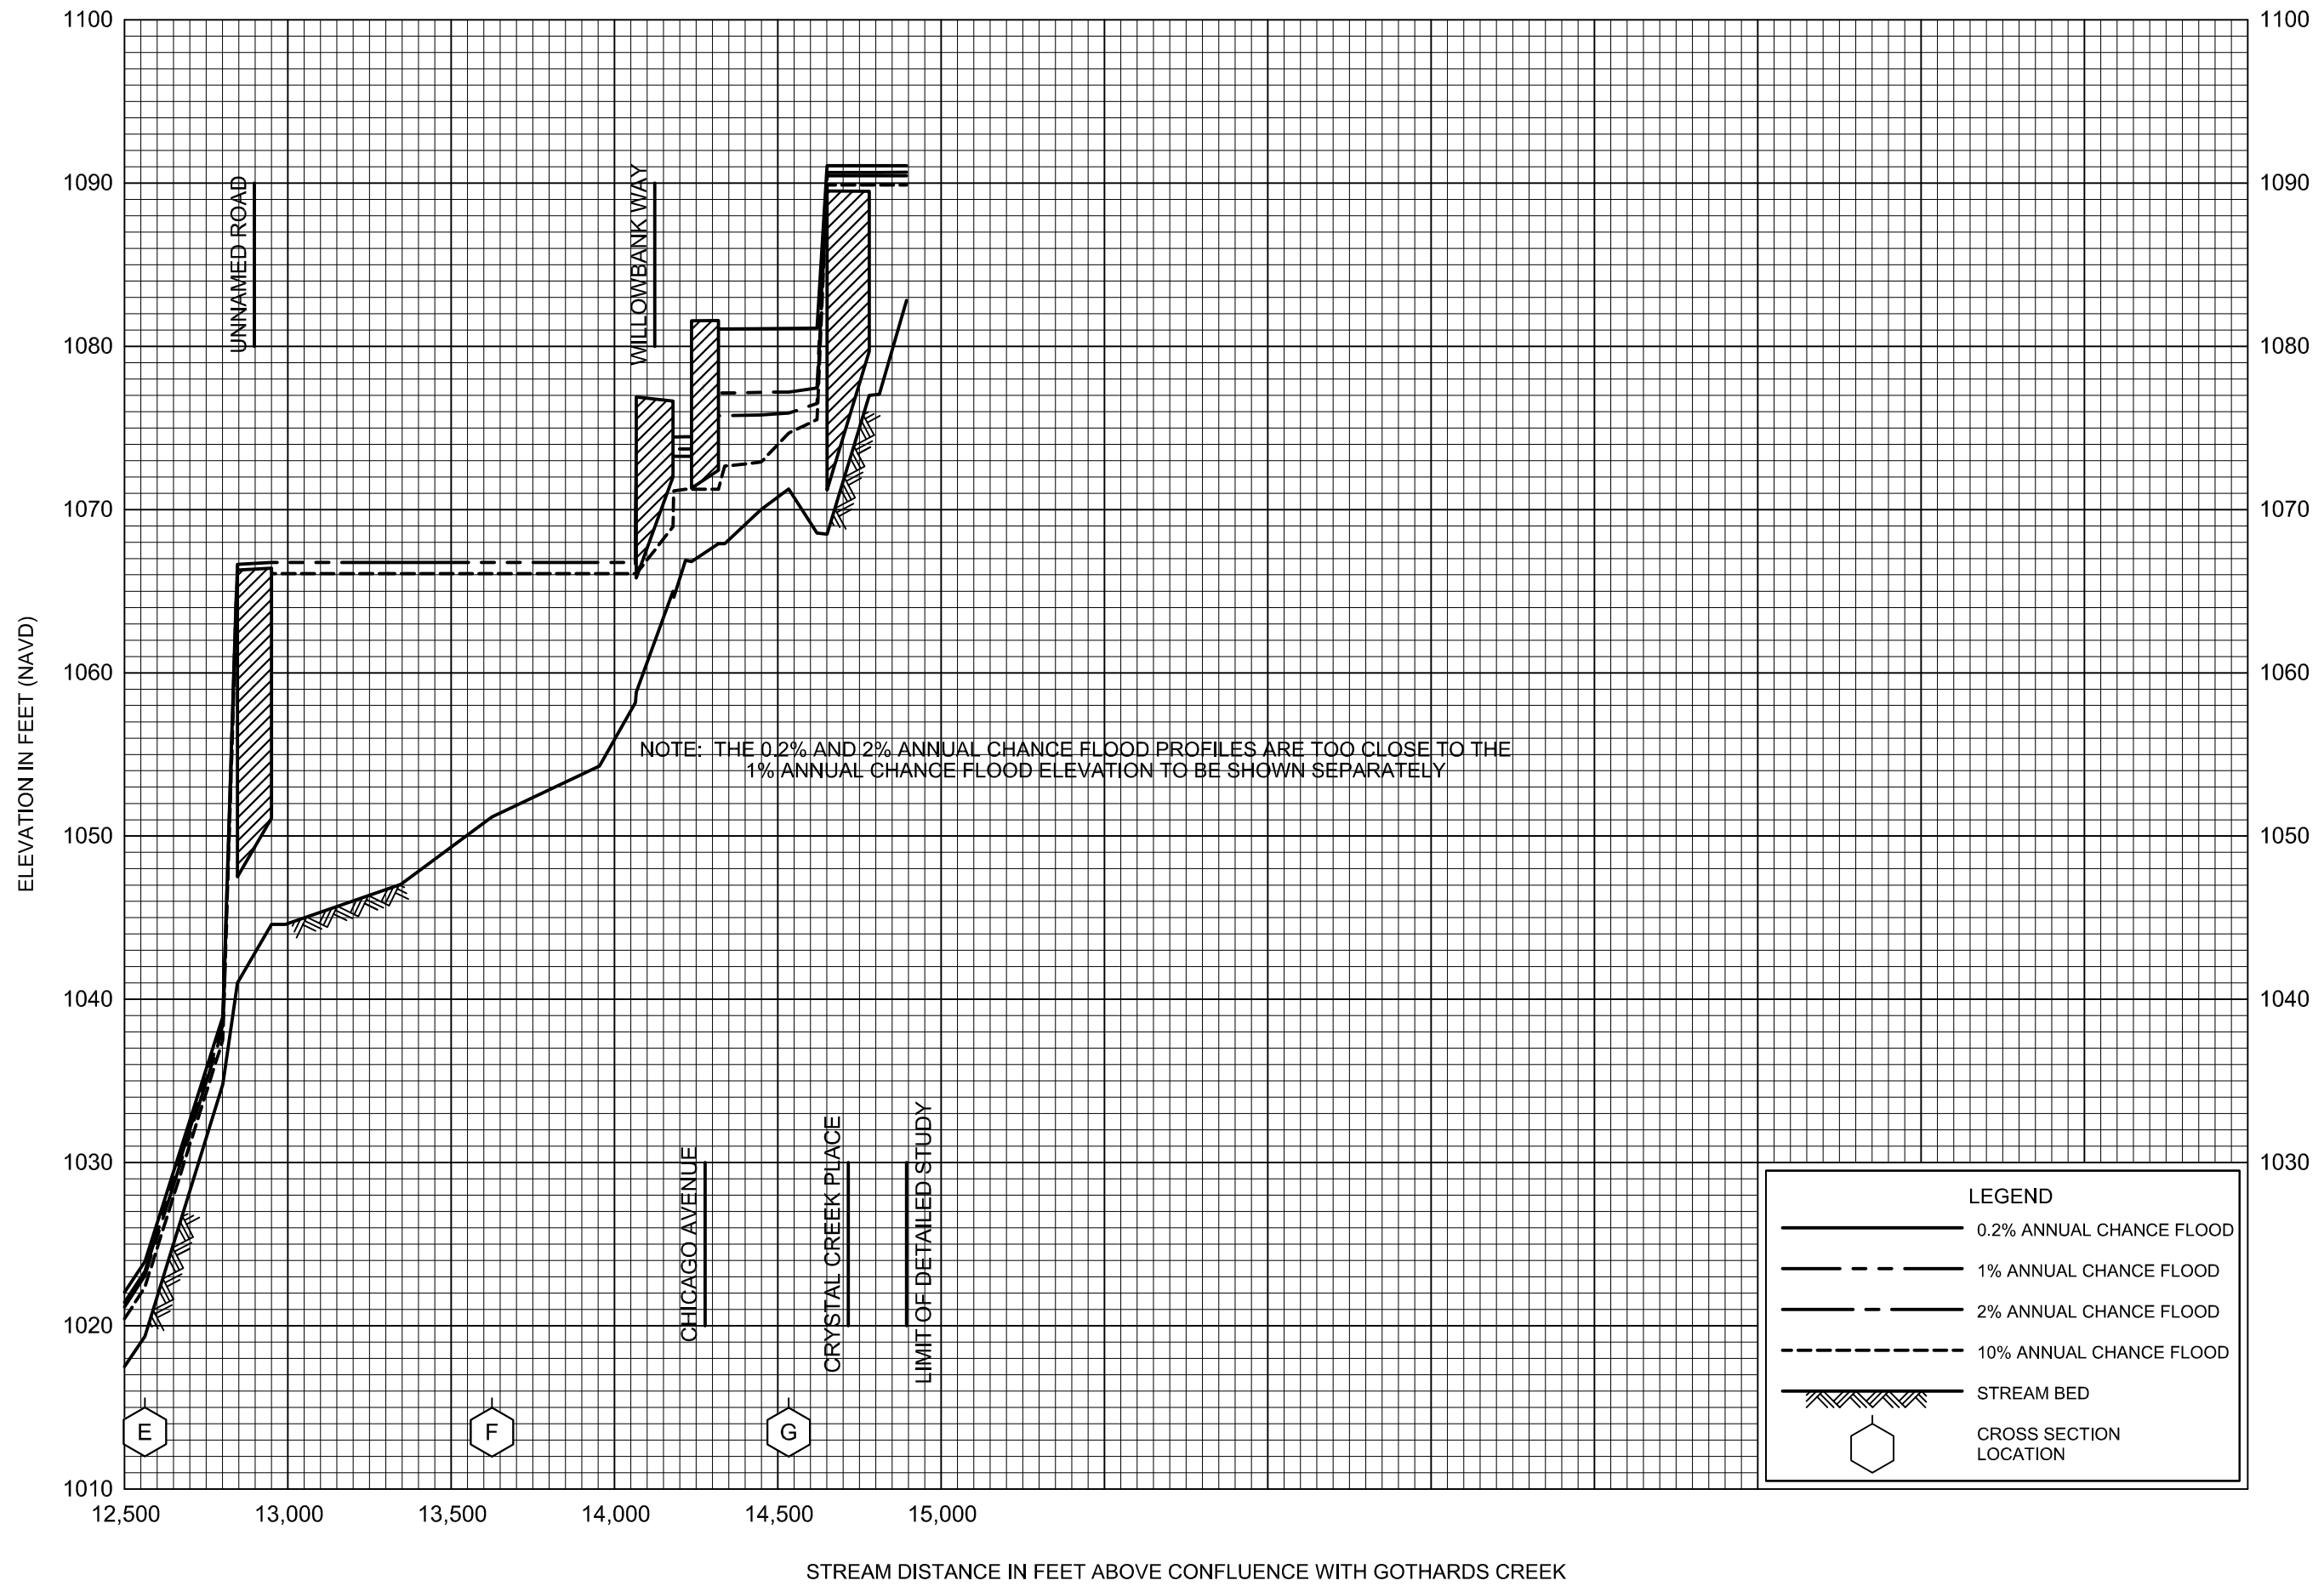 1100
1100
1090
1090
1080
1080
1070
1070
1060
1060
1050
1050
1040
1040
1030
1030
1020
1010
ELEVATION IN FEET (NAVD)
UNNAMED ROAD
WILLOWBANK WAY
NOTE: THE 0.2% AND 2% ANNUAL CHANCE FLOOD PROFILES ARE TOO CLOSE TO THE
1% ANNUAL CHANCE FLOOD ELEVATION TO BE SHOWN SEPARATELY
CHICAGO AVENUE
CRYSTAL CREEK PLACE
LIMIT OF DETAILED STUDY
LEGEND
0.2% ANNUAL CHANCE FLOOD
1% ANNUAL CHANCE FLOOD
2% ANNUAL CHANCE FLOOD
10% ANNUAL CHANCE FLOOD
STREAM BED
CROSS SECTION
LOCATION
E
F
G
12,500
13,000
13,500
14,000
14,500
15,000
STREAM DISTANCE IN FEET ABOVE CONFLUENCE WITH GOTHARDS CREEK